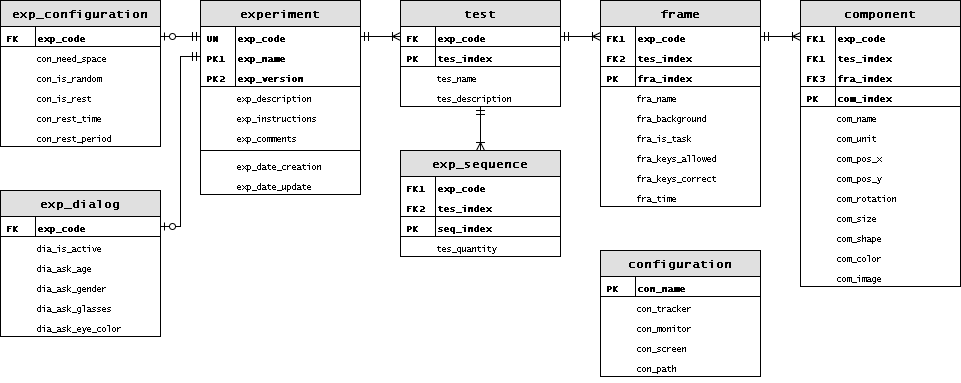 exp_configuration
FK exp_code
con_need_space
con_is_random
con_is_rest
con_rest_time
con_rest_period
experiment
UN exp_code
PK1 exp_name
PK2 exp_version
exp_description
exp_instructions
exp_comments
exp_date_creation
exp_date_update
test
FK exp_code
PK tes_index
tes_name
tes_description
frame
FK1 exp_code
FK2 tes_index
PK fra_index
fra_name
fra_background
fra_is_task
fra_keys_allowed
fra_keys_correct
fra_time
component
FK1 exp_code
FK1 tes_index
FK3 fra_index
PK com_index
com_name
com_unit
com_pos_x
com_pos_y
com_rotation
com_size
com_shape
com_color
com_image
exp_dialog
FK exp_code
dia_is_active
dia_ask_age
dia_ask_gender
dia_ask_glasses
dia_ask_eye_color
exp_sequence
FK1 exp_code
FK2 tes_index
PK seq_index
tes_quantity
configuration
PK con_name
con_tracker
con_monitor
con_screen
con_path